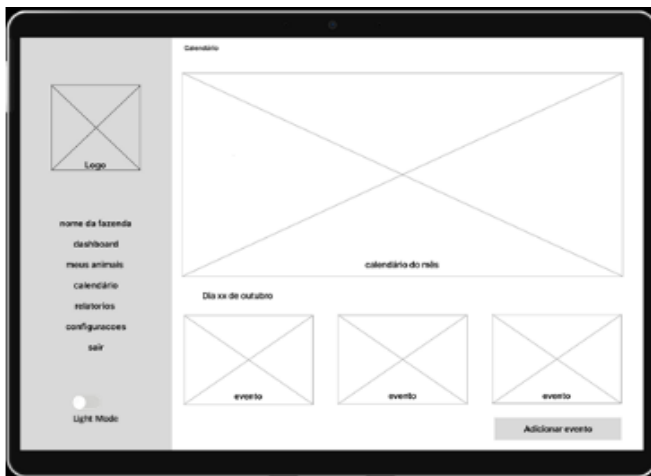 Calendário
Logo
nome da fazenda
dashboard
meus animais
calendário
relatorios
configuracoes
sair
Light Mode
calendário do mês
Dia xx de outubro
evento
evento
evento
Adicionar evento